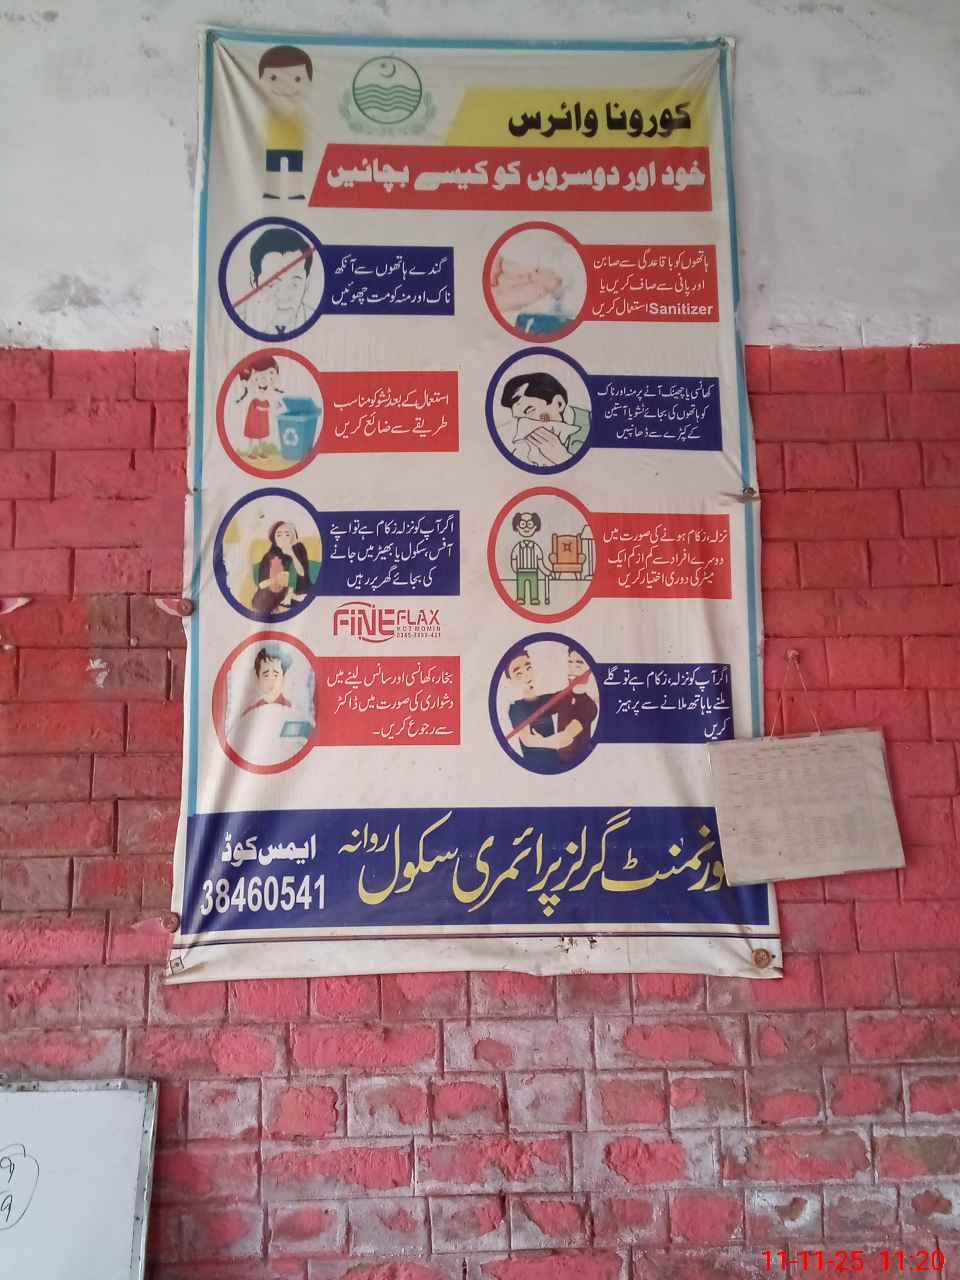 کورونا وائرس
خود اور دوسروں کو کیسے بچائیں
ہاتھوں کو باقاعدگی سے صابن
اور پانی سے صاف کریں یا
Sanitizer استعمال کریں
گندے ہاتھوں سے آنکھ
ناک اور منہ کو مت چھوئیں
کھانسی یا چھینک آنے پر منہ اور ناک
کو ہاتھوں کی بجائے ٹشو یا آستین
کے کپڑے سے ڈھانپیں
استعمال کے بعد ٹشو کو مناسب
طریقے سے ضائع کریں
نزلہ، زکام ہونے کی صورت میں
دوسرے افراد سے کم از کم ایک
میٹر کی دوری اختیار کریں
اگر آپ کو نزلہ زکام ہے تو اپنے
آفس، سکول یا بھیڑ میں جانے
کی بجائے گھر پر رہیں
FiNE FLAX
KOT MOMIN
اگر آپ کو نزلہ، زکام ہے تو گلے
ملنے یا ہاتھ ملانے سے پرہیز
کریں
بخار، کھانسی اور سانس لینے میں
دشواری کی صورت میں ڈاکٹر
سے رجوع کریں۔
ورنمنٹ گرلز پرائمری سکول روانہ
ایمس کوڈ
38460541
11-11-25 11:20